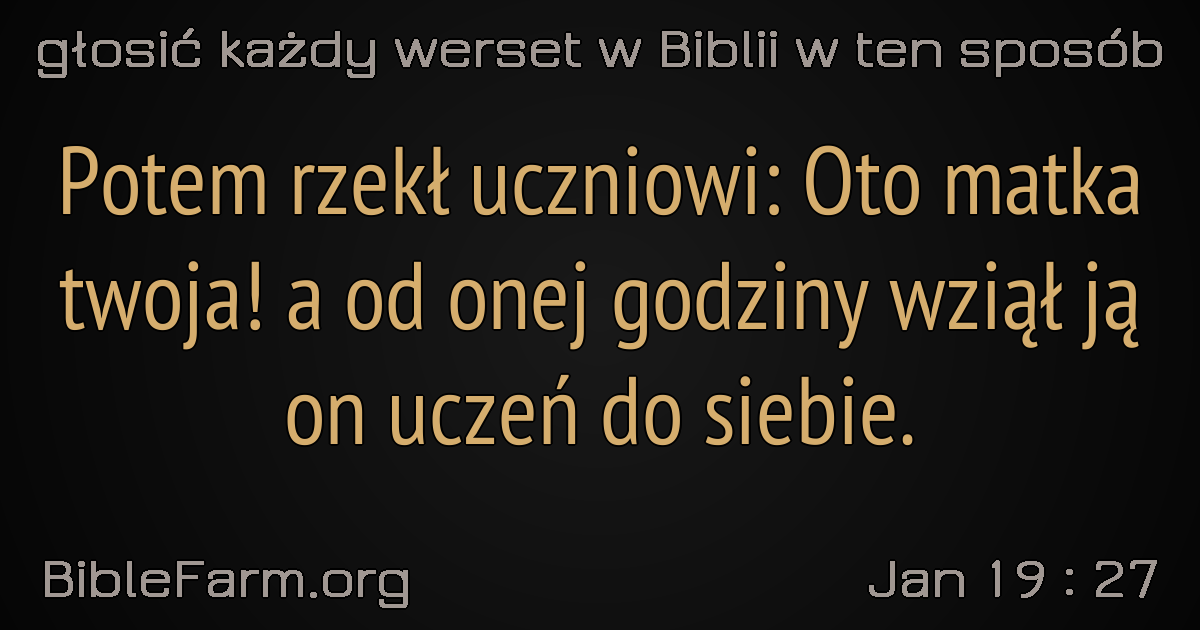 głosić każdy werset w Biblii w ten sposób
Potem rzekł uczniowi: Oto matka
twoja! a od onej godziny wziął ją
on uczeń do siebie.
BibleFarm.org
Jan 19 : 27